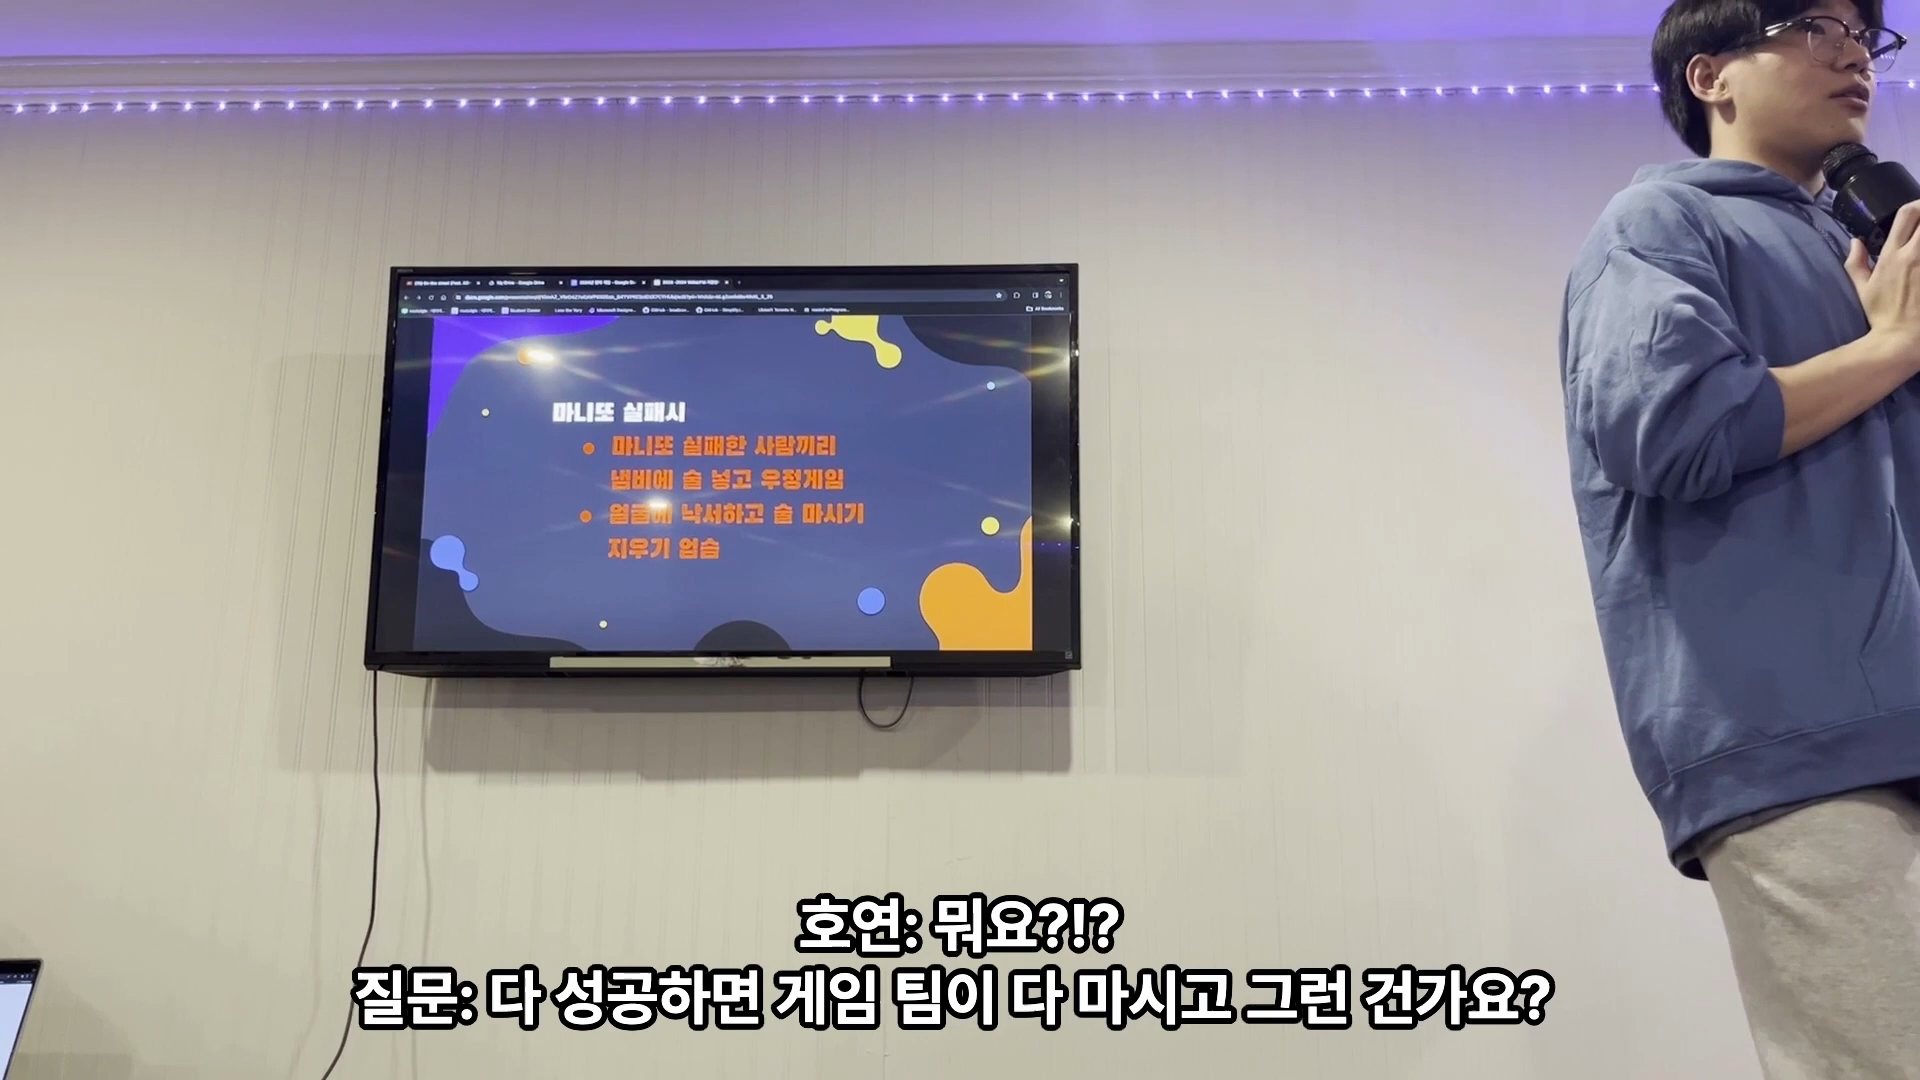 마니또 실패시
마니또 실패한 사람끼리
냄비에 술 넣고 우정게임
얼굴에 낙서하고 술 마시기
지우기 업슴
호연: 뭐요?!?
질문: 다 성공하면 게임 팀이 다 마시고 그런 건가요?